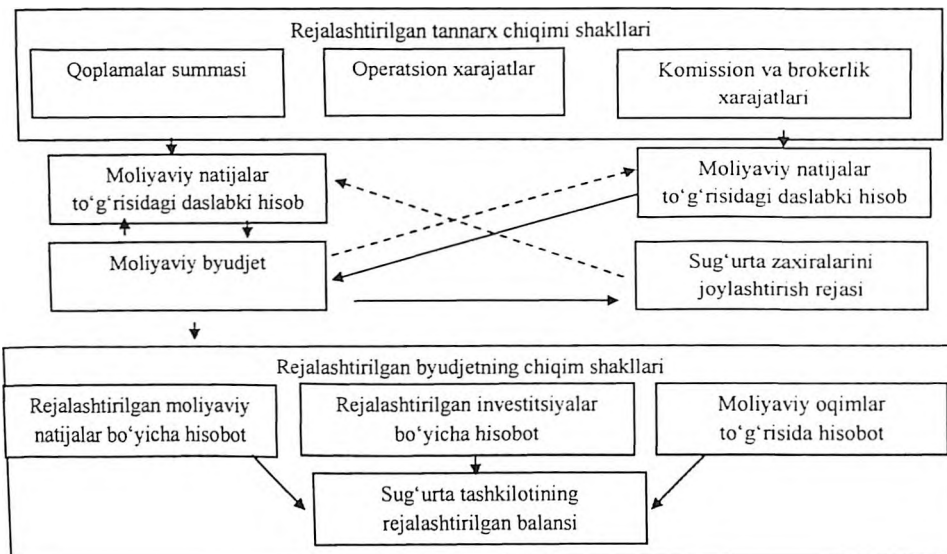 Rejalashtirilgan tannarx chiqimi shakllari
Qoplamalar summasi
Operatsion xarajatlar
Komission va brokerlik
xarajatlari
Moliyaviy natijalar
to‘g‘risidagi daslabki hisob
Moliyaviy natijalar
to‘g‘risidagi daslabki hisob
Moliyaviy byudjet
Sug‘urta zaxiralarini
joylashtirish rejasi
Rejalashtirilgan byudjetning chiqim shakllari
Rejalashtirilgan moliyaviy
natijalar bo‘yicha hisobot
Rejalashtirilgan investitsiyalar
bo‘yicha hisobot
Moliyaviy oqimlar
to‘g‘risida hisobot
Sug‘urta tashkilotining
rejalashtirilgan balansi